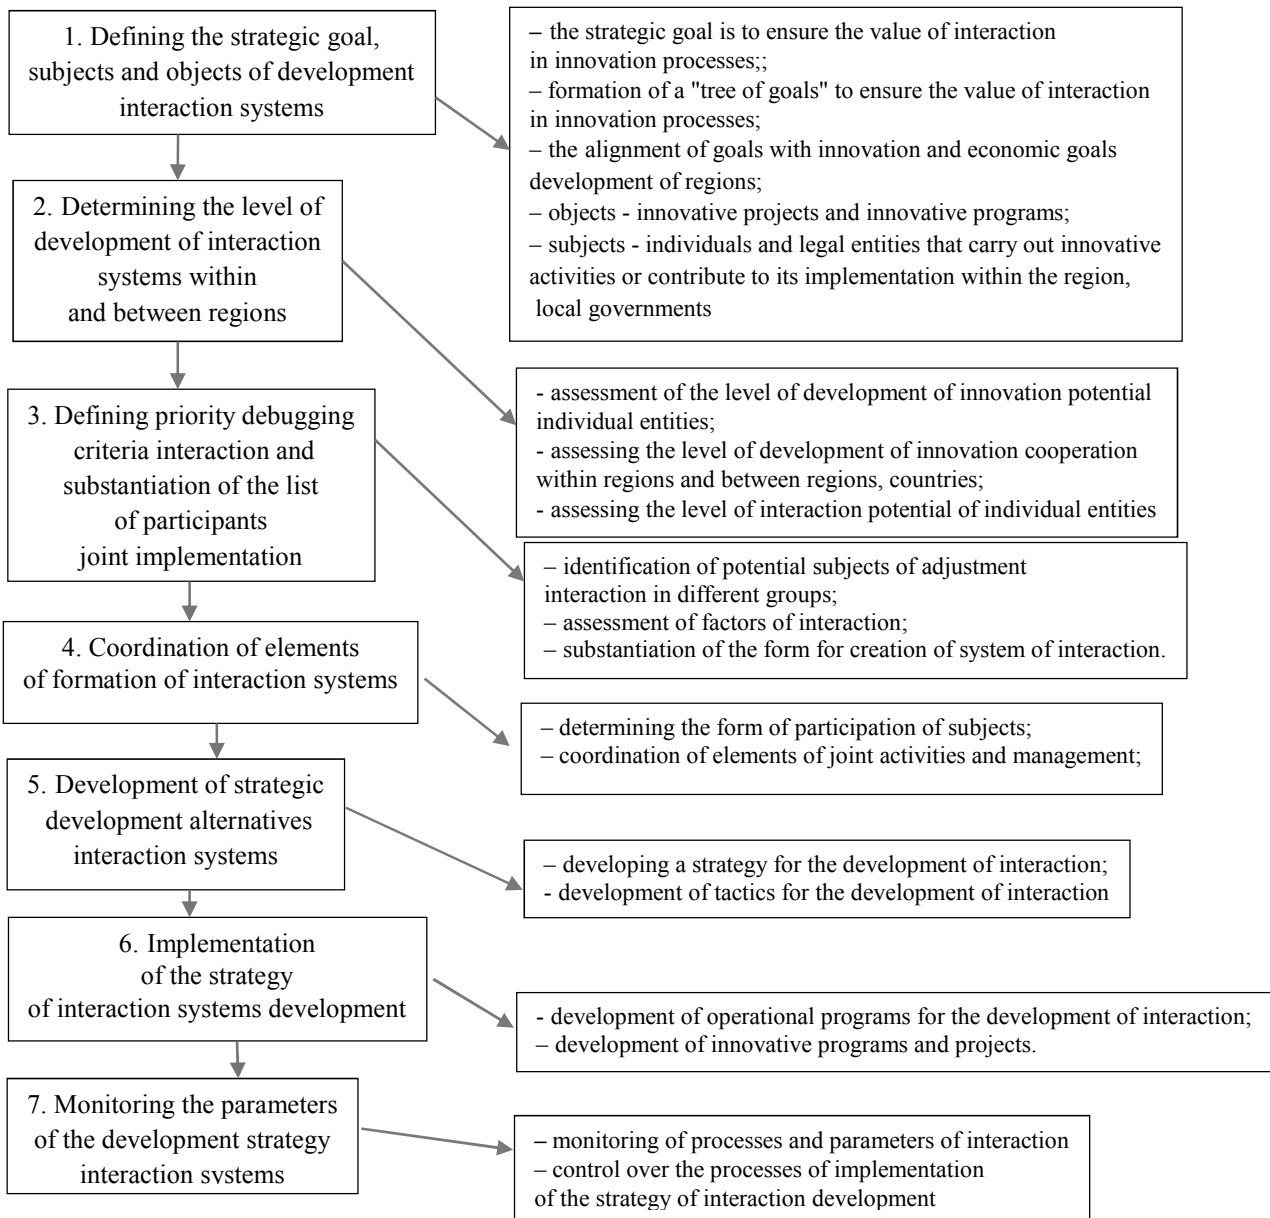 1. Defining the strategic goal,
subjects and objects of development
interaction systems
– the strategic goal is to ensure the value of interaction
in innovation processes;;
– formation of a "tree of goals" to ensure the value of interaction
in innovation processes;
– the alignment of goals with innovation and economic goals
development of regions;
– objects - innovative projects and innovative programs;
– subjects - individuals and legal entities that carry out innovative
activities or contribute to its implementation within the region,
local governments
2. Determining the level of
development of interaction
systems within
and between regions
- assessment of the level of development of innovation potential
individual entities;
- assessing the level of development of innovation cooperation
within regions and between regions, countries;
- assessing the level of interaction potential of individual entities
3. Defining priority debugging
criteria interaction and
substantiation of the list
of participants
joint implementation
– identification of potential subjects of adjustment
interaction in different groups;
– assessment of factors of interaction;
– substantiation of the form for creation of system of interaction.
4. Coordination of elements
of formation of interaction systems
– determining the form of participation of subjects;
– coordination of elements of joint activities and management;
5. Development of strategic
development alternatives
interaction systems
– developing a strategy for the development of interaction;
- development of tactics for the development of interaction
6. Implementation
of the strategy
of interaction systems development
- development of operational programs for the development of interaction;
– development of innovative programs and projects.
7. Monitoring the parameters
of the development strategy
interaction systems
– monitoring of processes and parameters of interaction
– control over the processes of implementation
of the strategy of interaction development